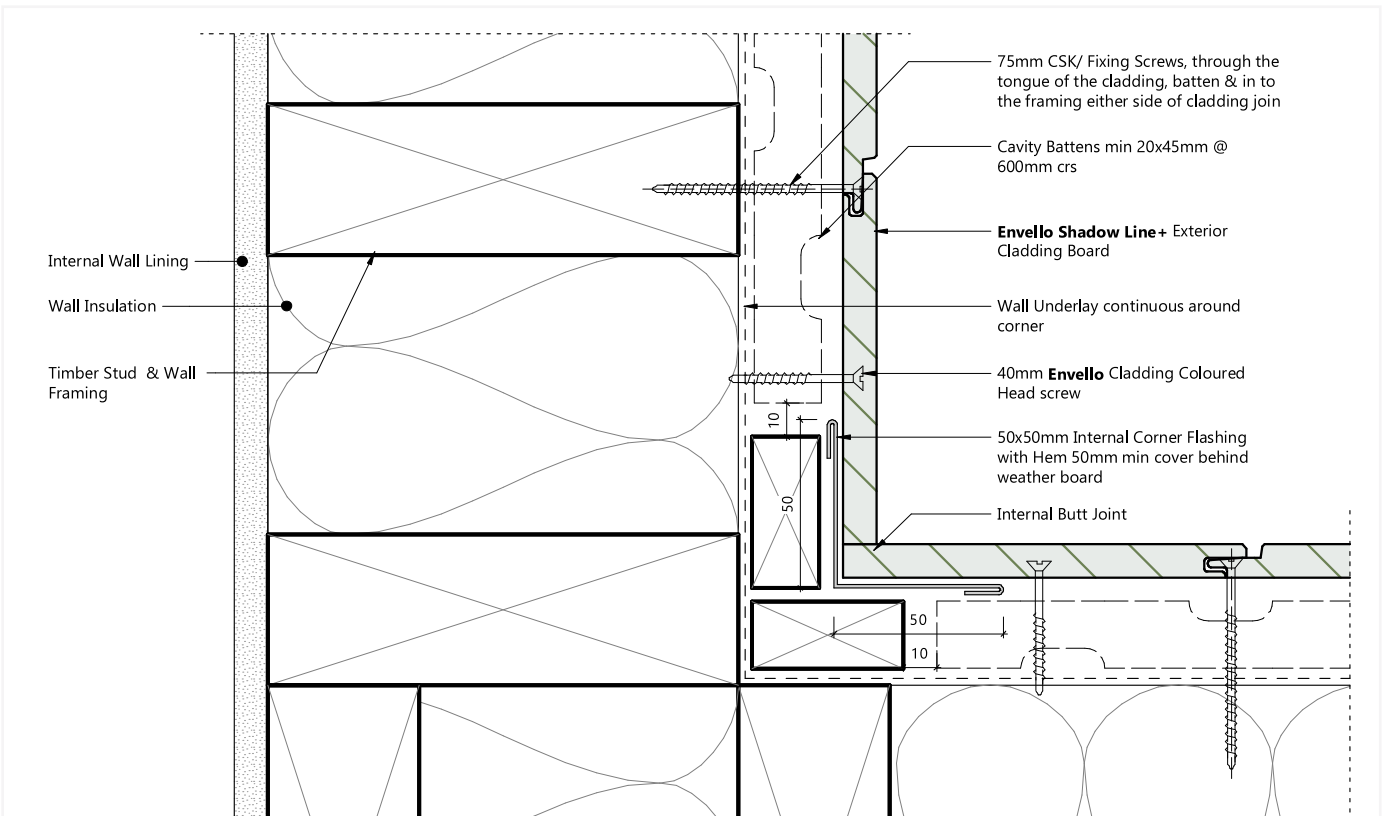 75mm CSK/ Fixing Screws, through the
tongue of the cladding, batten & in to
the framing either side of cladding join
Cavity Battens min 20x45mm @
600mm crs
Envello Shadow Line+ Exterior
Cladding Board
Internal Wall Lining
Wall Insulation
Wall Underlay continuous around
corner
Timber Stud & Wall
Framing
40mm Envello Cladding Coloured
Head screw
10
50x50mm Internal Corner Flashing
with Hem 50mm min cover behind
weather board
50
Internal Butt Joint
50
10